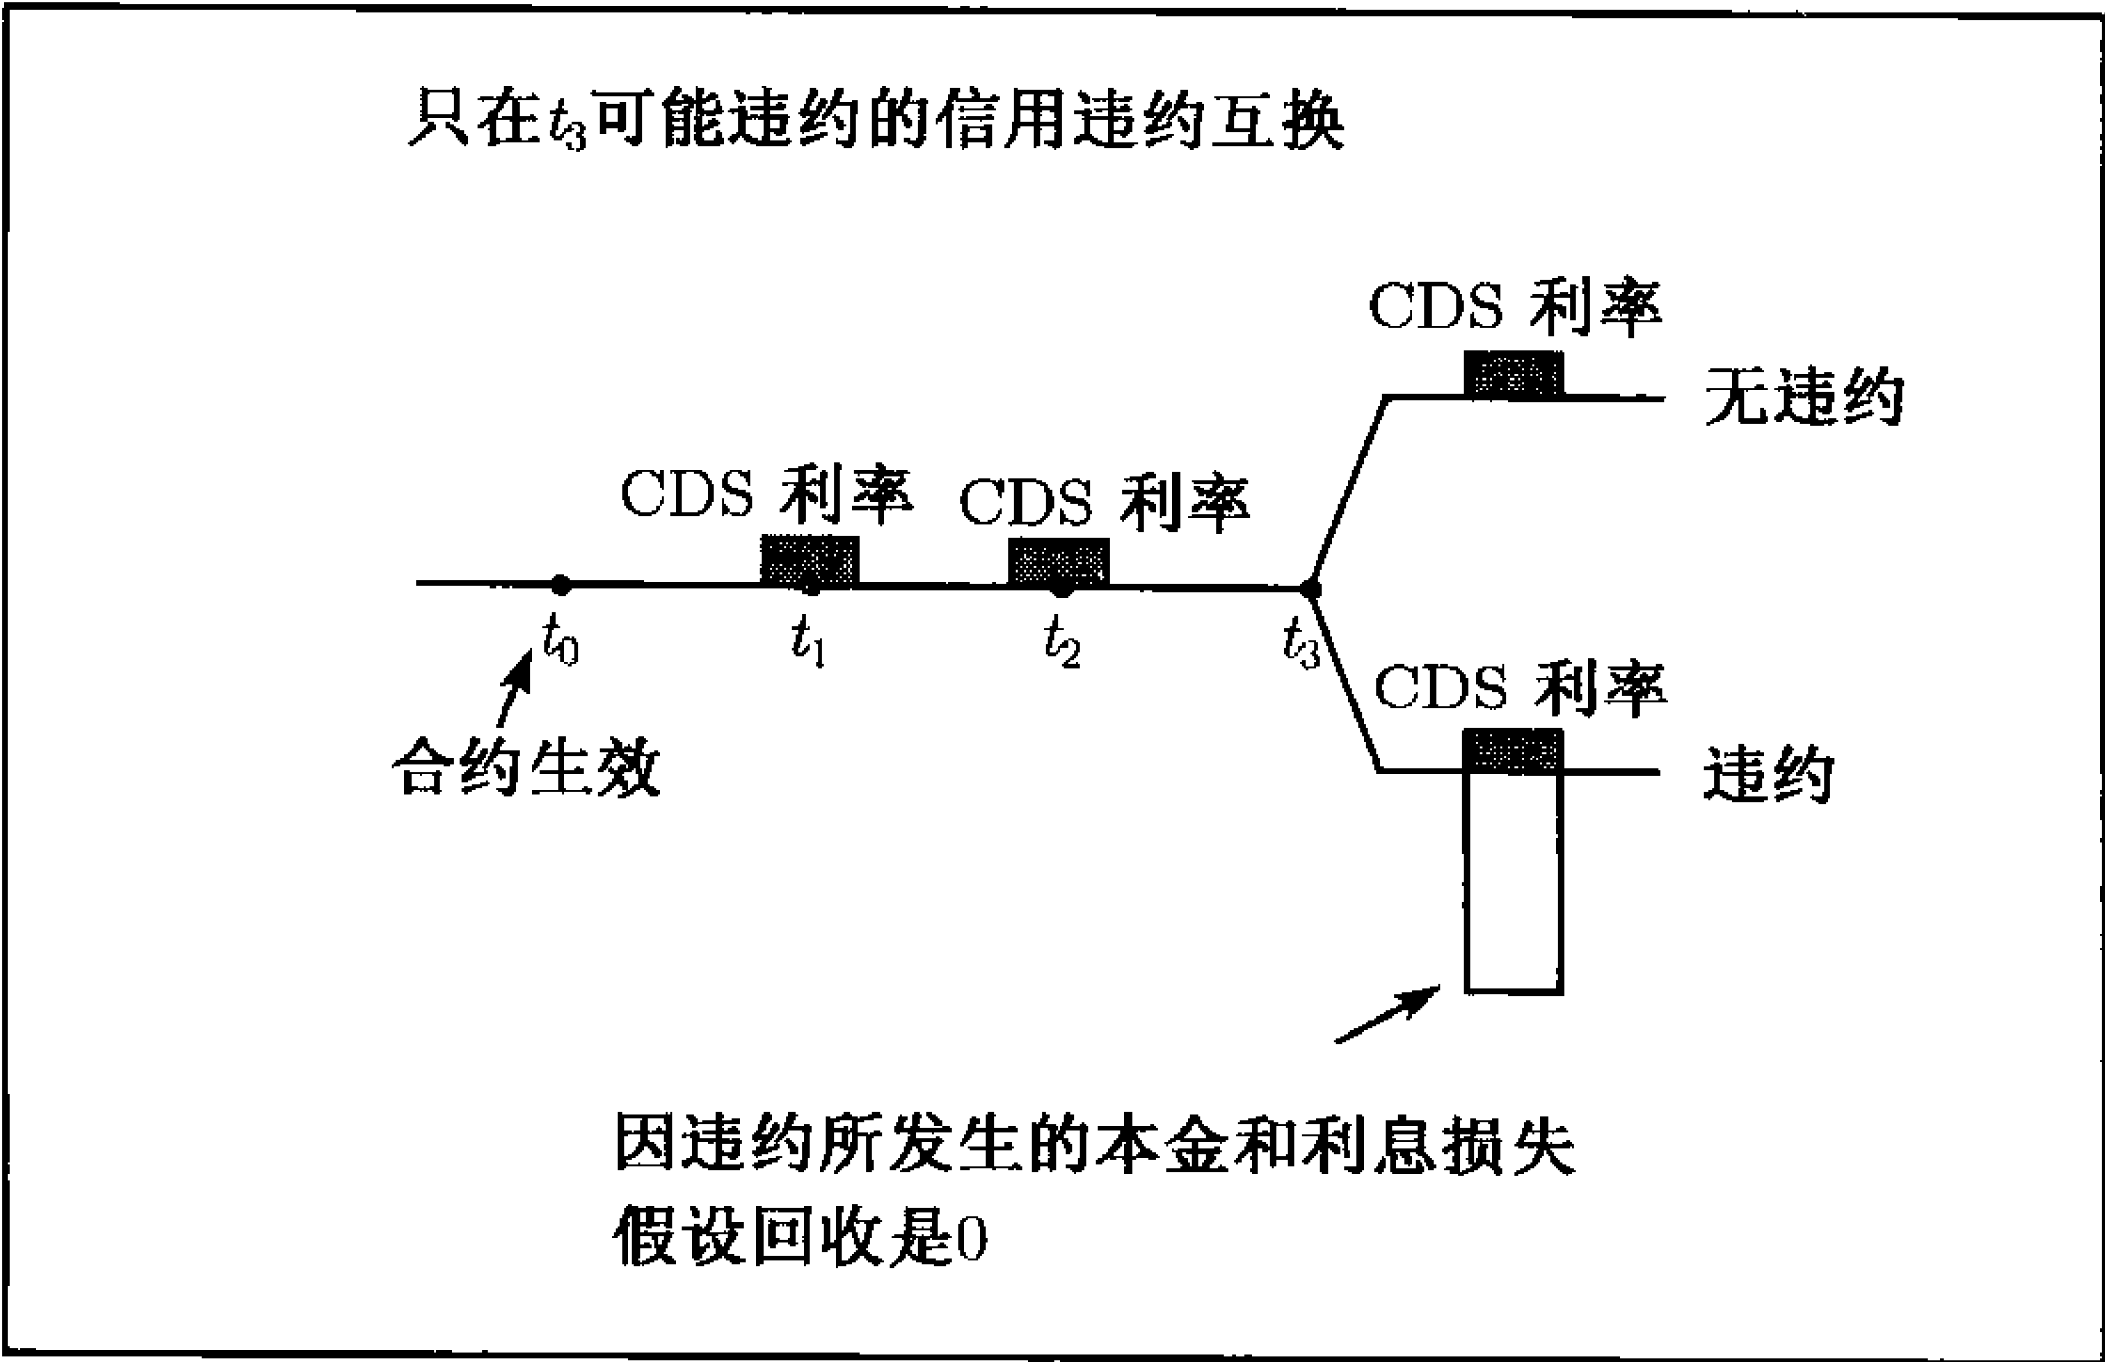 只在t₃可能违约的信用违约互换
CDS 利率
无违约
CDS 利率
CDS 利率
t₀
t₁
t₂
t₃
CDS 利率
合约生效
违约
因违约所发生的本金和利息损失
假设回收是0